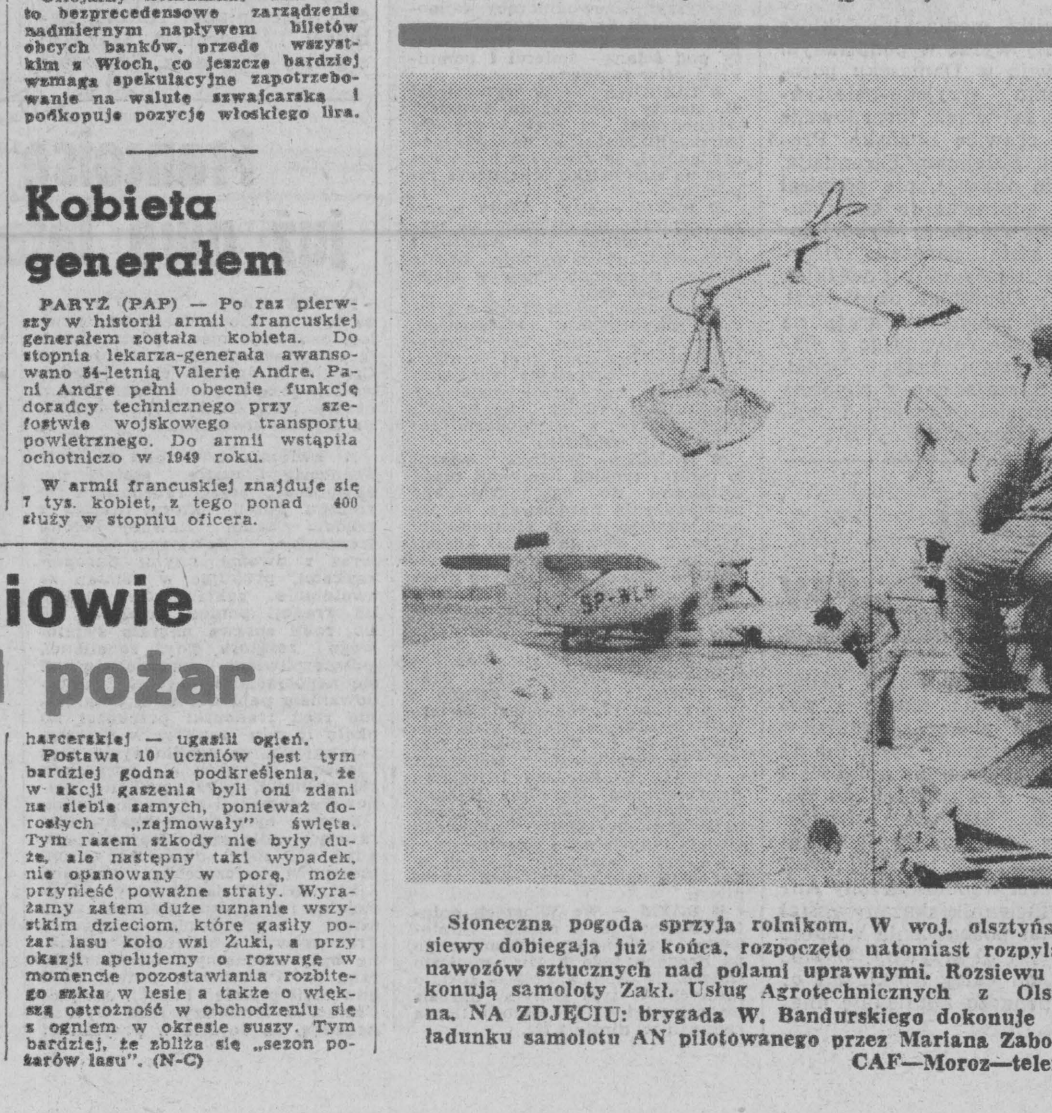 to bezprecedensowe zarządzenie
nadmiernym napływem biletów
obcych banków, przede wszyst-
kim z Włoch, co jeszcze bardziej
wzmaga spekulacyjne zapotrzebo-
wanie na walutę szwajcarską i
podkopuje pozycję włoskiego lira.
Kobieta
generałem
PARYŻ (PAP) — Po raz pierw-
szy w historii armii francuskiej
generałem została kobieta. Do
stopnia lekarza-generała awanso-
wano 54-letnią Valerie Andre. Pa-
ni Andre pełni obecnie funkcję
doradcy technicznego przy sze-
fostwie wojskowego transportu
powietrznego. Do armii wstąpiła
ochotniczo w 1949 roku.
W armii francuskiej znajduje się
7 tys. kobiet, z tego ponad 400
służy w stopniu oficera.
iowie
pożar
harcerskiej — ugasili ogień.
Postawa 10 uczniów jest tym
bardziej godna podkreślenia, że
w akcji gaszenia byli oni zdani
na siebie samych, ponieważ do-
rosłych „zajmowały” święta.
Tym razem szkody nie były du-
że, ale następny taki wypadek,
nie opanowany w porę, może
przynieść poważne straty. Wyra-
żamy zatem duże uznanie wszy-
stkim dzieciom, które gasiły po-
żar lasu koło wsi Żuki, a przy
okazji apelujemy o rozwagę w
momencie pozostawiania rozbite-
go szkła w lesie a także o więk-
szą ostrożność w obchodzeniu się
z ogniem w okresie suszy. Tym
bardziej, że zbliża się „sezon po-
żarów lasu”. (N-C)
SP-WLH
Słoneczna pogoda sprzyja rolnikom. W woj. olsztyńs
siewy dobiegają już końca, rozpoczęto natomiast rozpyl
nawozów sztucznych nad polami uprawnymi. Rozsiewu
konują samoloty Zakł. Usług Agrotechnicznych z Ols
na. NA ZDJĘCIU: brygada W. Bandurskiego dokonuje
ładunku samolotu AN pilotowanego przez Mariana Zabo
CAF—Moroz—tele